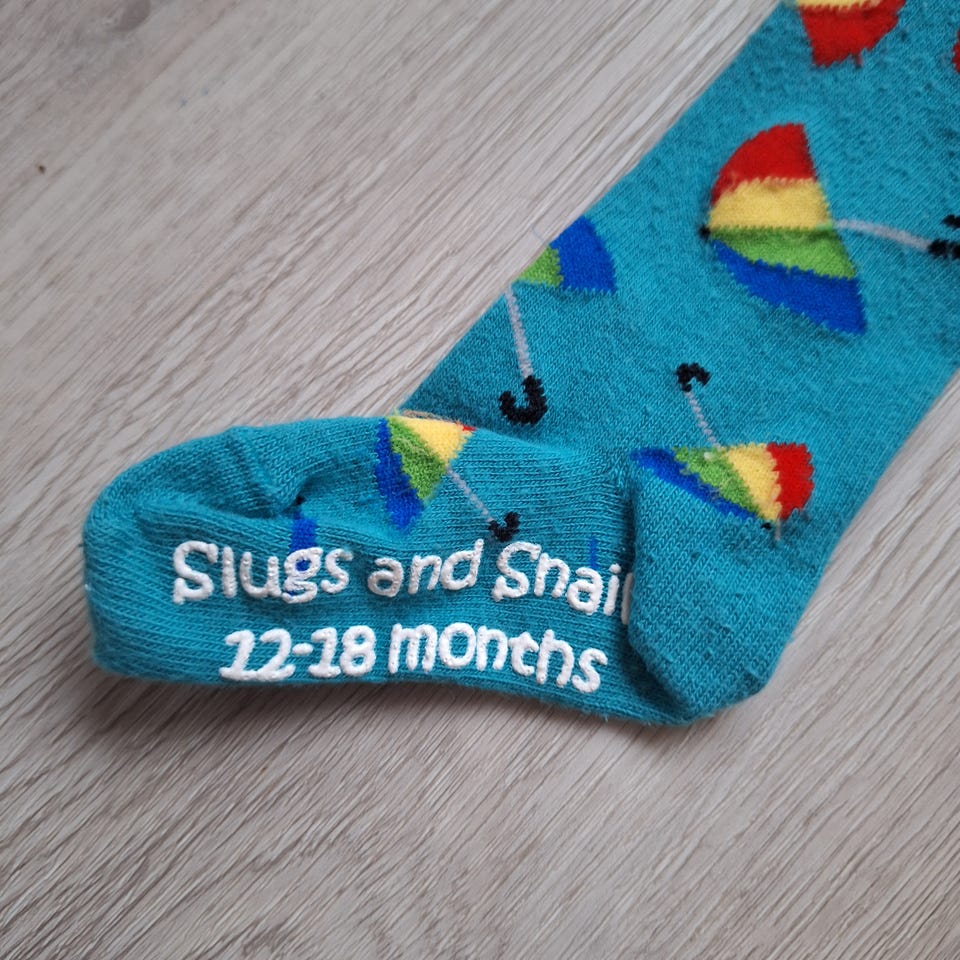 Slugs and Snai
12-18 months